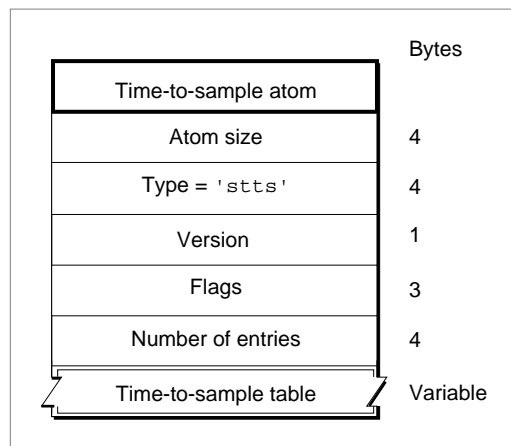 Bytes
Time-to-sample atom
Atom size 4
Type = 'stts' 4
Version 1
Flags 3
Number of entries 4
Time-to-sample table Variable